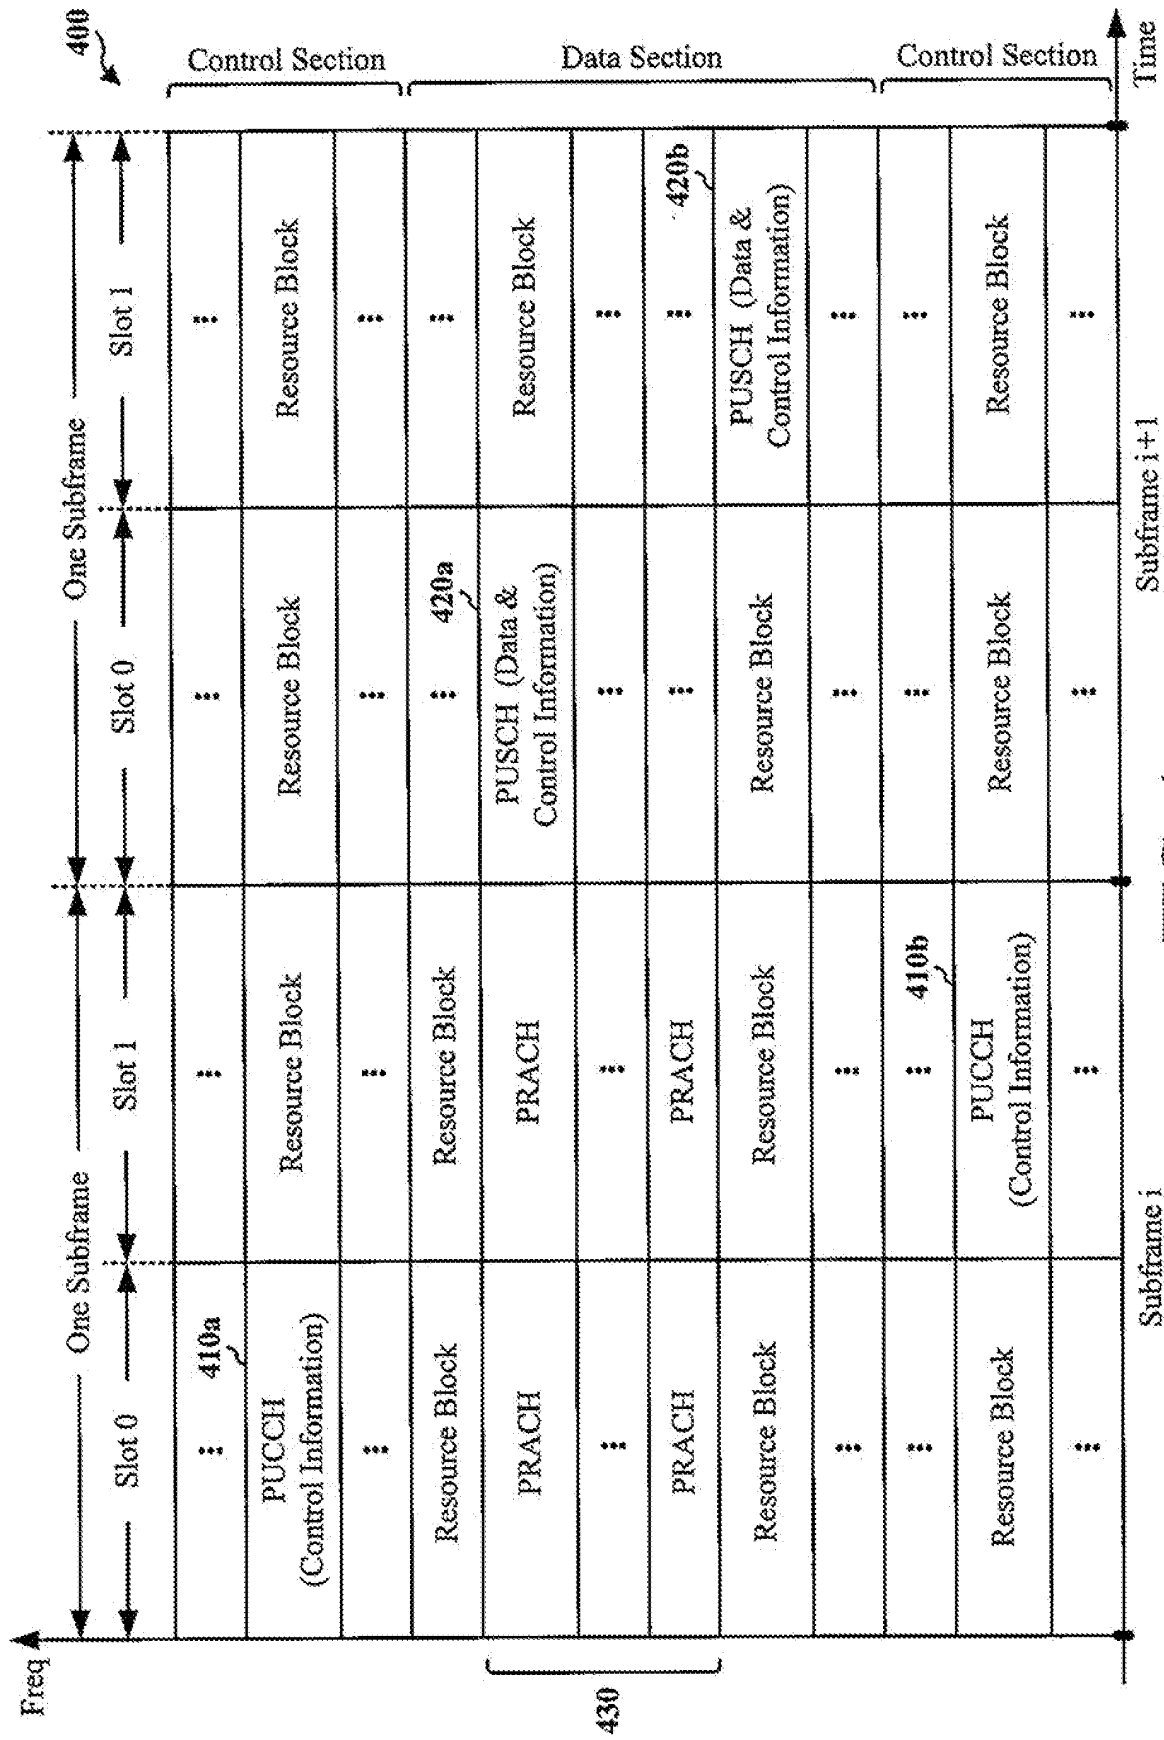 400
Freq
One Subframe
One Subframe
Slot 0
Slot 1
Slot 0
Slot 1
410a
... ... ... ...
PUCCH
(Control Information)
Resource Block
Resource Block
Resource Block
... ... ... ...
Control Section
420a
Resource Block
Resource Block
... ...
PRACH
PRACH
PUSCH (Data &
Control Information)
Resource Block
430
... ... ... ...
Data Section
420b
PRACH
PRACH
... ...
Resource Block
Resource Block
Resource Block
PUSCH (Data &
Control Information)
... ... ... ...
410b
... ... ... ...
Resource Block
PUCCH
(Control Information)
Resource Block
Resource Block
... ... ... ...
Control Section
Subframe i
Subframe i+1
Time